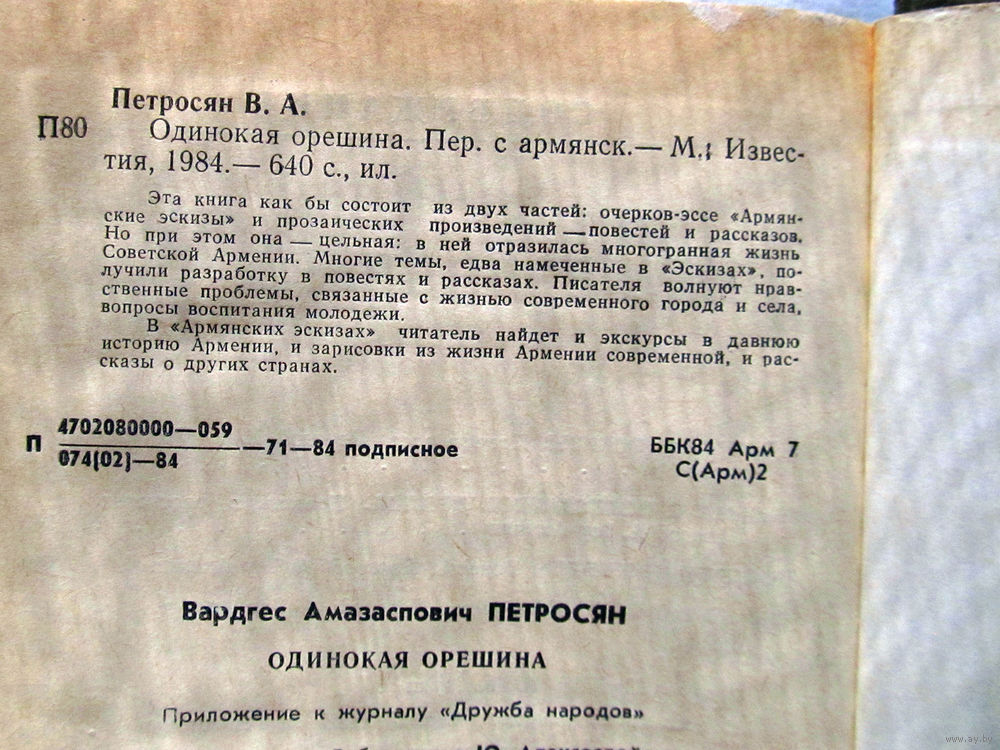 Петросян В. А.
П80 Одинокая орешина. Пер. с армянск.— М.: Извес-
тия, 1984.— 640 с., ил.
Эта книга как бы состоит из двух частей: очерков-эссе «Армян-
ские эскизы» и прозаических произведений — повестей и рассказов.
Но при этом она — цельная: в ней отразилась многогранная жизнь
Советской Армении. Многие темы, едва намеченные в «Эскизах», по-
лучили разработку в повестях и рассказах. Писателя волнуют нрав-
ственные проблемы, связанные с жизнью современного города и села,
вопросы воспитания молодежи.
В «Армянских эскизах» читатель найдет и экскурсы в давнюю
историю Армении, и зарисовки из жизни Армении современной, и рас-
сказы о других странах.
П 4702080000—059
074(02)—84 —71—84 подписное
ББК84 Арм 7
С(Арм)2
Вардгес Амазаспович ПЕТРОСЯН
ОДИНОКАЯ ОРЕШИНА
Приложение к журналу «Дружба народов»
www.ay.by